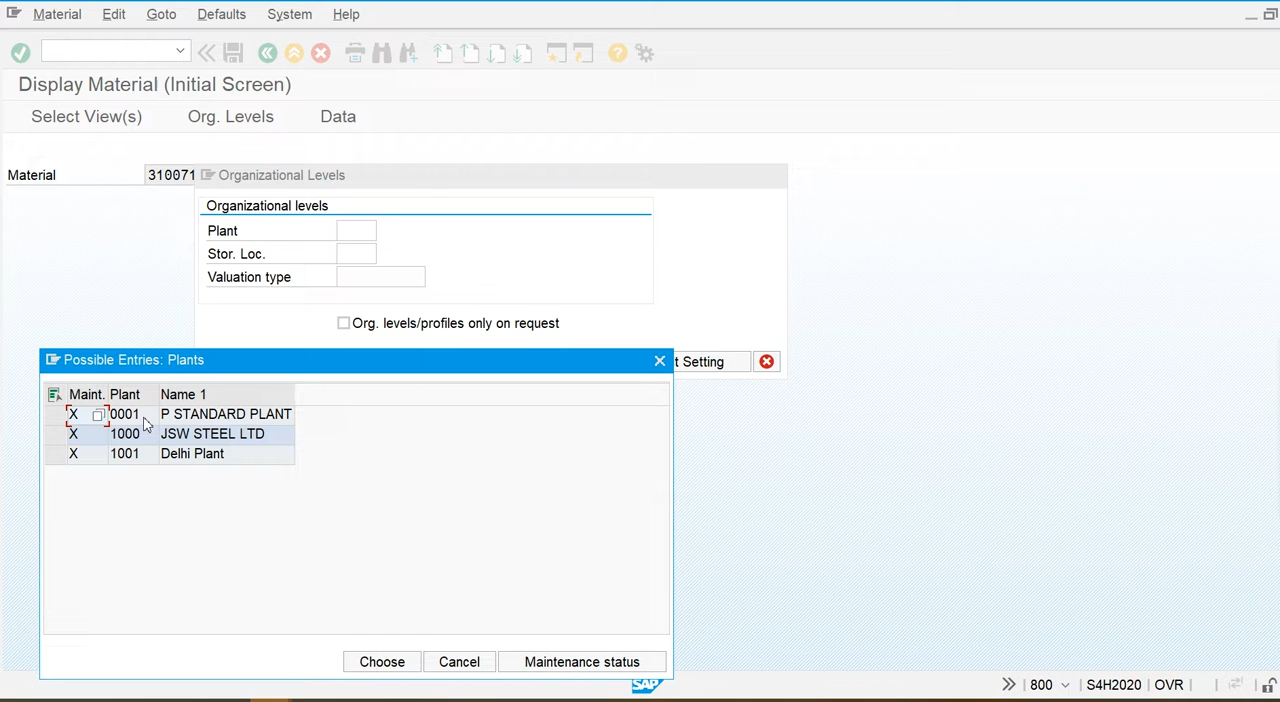 Material Edit Goto Defaults System Help
Display Material (Initial Screen)
Select View(s) Org. Levels Data
Material 310071 Organizational Levels
Organizational levels
Plant
Stor. Loc.
Valuation type
Org. levels/profiles only on request
t Setting
Possible Entries: Plants
Maint. Plant Name 1
X 0001 P STANDARD PLANT
X 1000 JSW STEEL LTD
X 1001 Delhi Plant
Choose Cancel Maintenance status
SAP 800 S4H2020 OVR